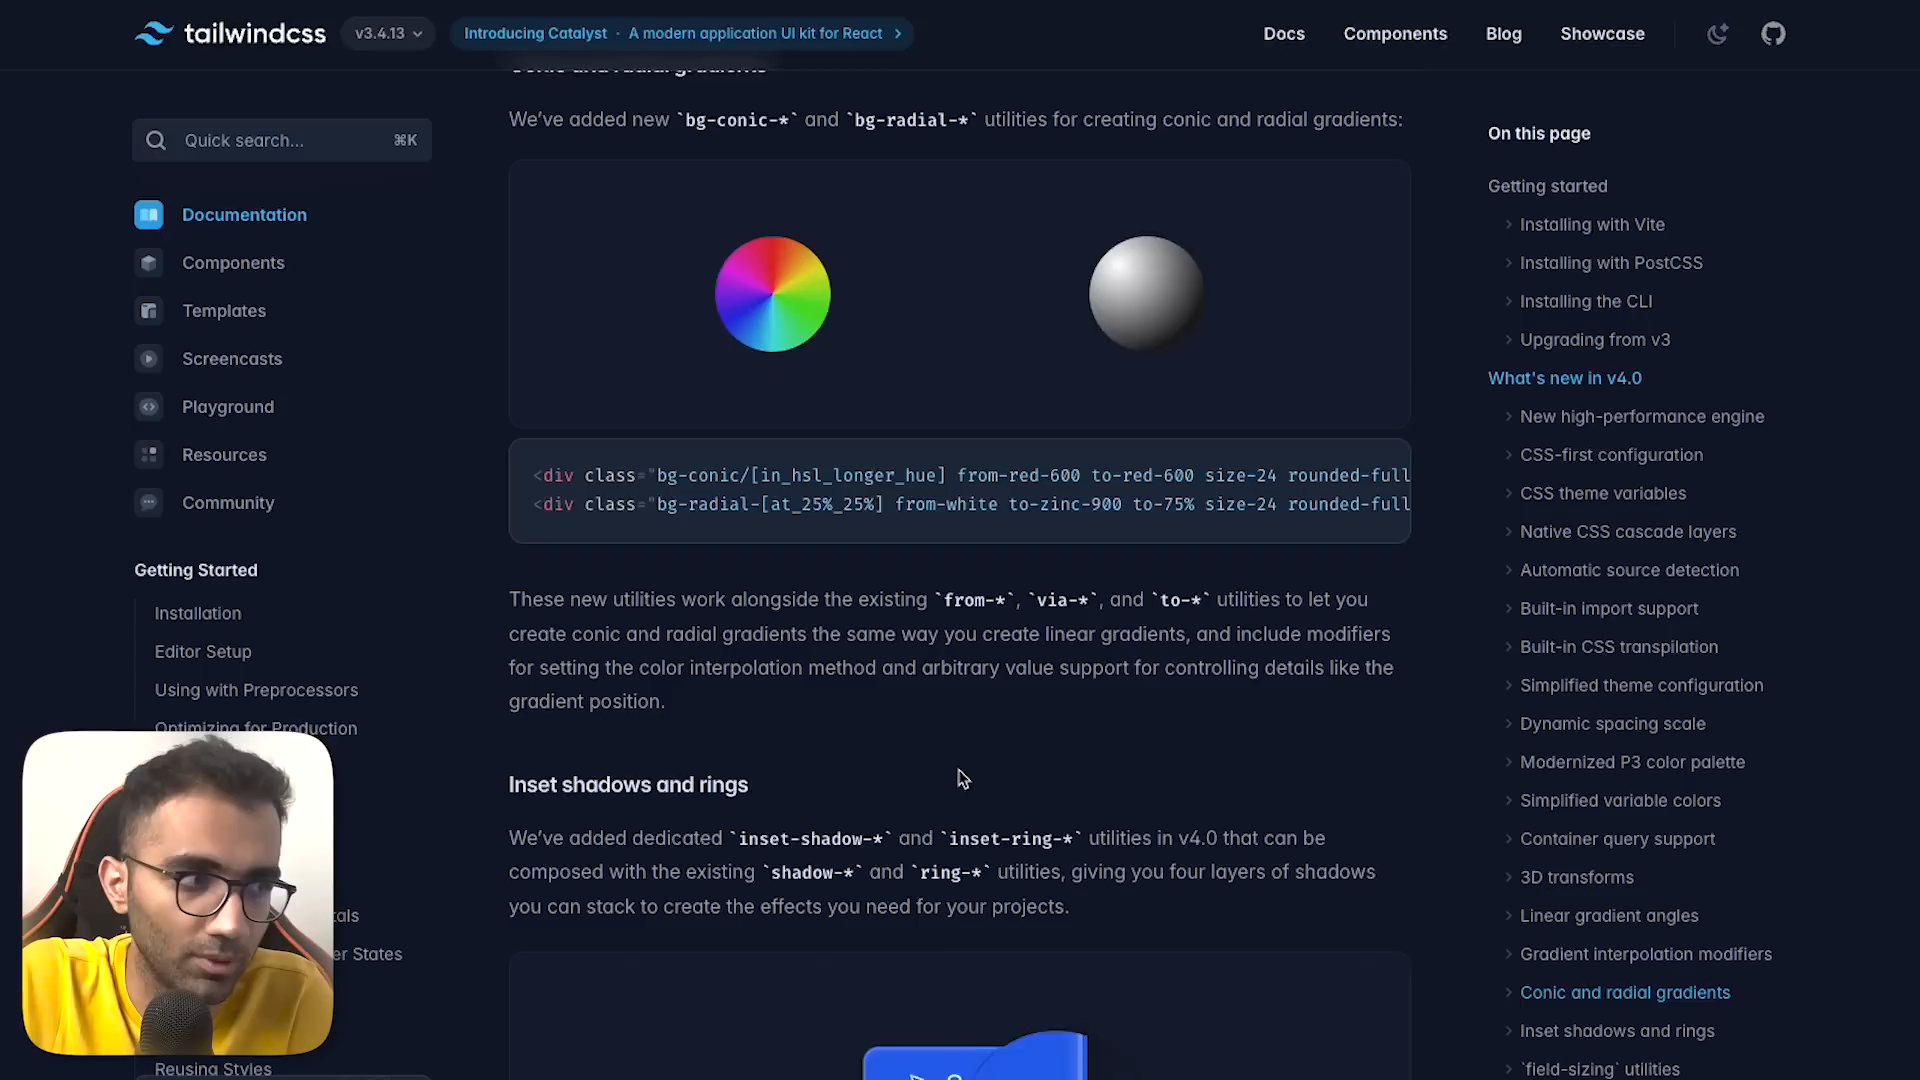 tailwindcss
v3.4.13
Introducing Catalyst · A modern application UI kit for React
Docs
Components
Blog
Showcase
Quick search...
⌘K
Documentation
Components
Templates
Screencasts
Playground
Resources
Community
Getting Started
Installation
Editor Setup
Using with Preprocessors
Optimizing for Production
er States
Reusing Styles
Conic and radial gradients
We've added new `bg-conic-*` and `bg-radial-*` utilities for creating conic and radial gradients:
<div class="bg-conic/[in_hsl_longer_hue] from-red-600 to-red-600 size-24 rounded-full
<div class="bg-radial-[at_25%_25%] from-white to-zinc-900 to-75% size-24 rounded-full
These new utilities work alongside the existing `from-*`, `via-*`, and `to-*` utilities to let you
create conic and radial gradients the same way you create linear gradients, and include modifiers
for setting the color interpolation method and arbitrary value support for controlling details like the
gradient position.
Inset shadows and rings
We've added dedicated `inset-shadow-*` and `inset-ring-*` utilities in v4.0 that can be
composed with the existing `shadow-*` and `ring-*` utilities, giving you four layers of shadows
you can stack to create the effects you need for your projects.
On this page
Getting started
Installing with Vite
Installing with PostCSS
Installing the CLI
Upgrading from v3
What's new in v4.0
New high-performance engine
CSS-first configuration
CSS theme variables
Native CSS cascade layers
Automatic source detection
Built-in import support
Built-in CSS transpilation
Simplified theme configuration
Dynamic spacing scale
Modernized P3 color palette
Simplified variable colors
Container query support
3D transforms
Linear gradient angles
Gradient interpolation modifiers
Conic and radial gradients
Inset shadows and rings
`field-sizing` utilities